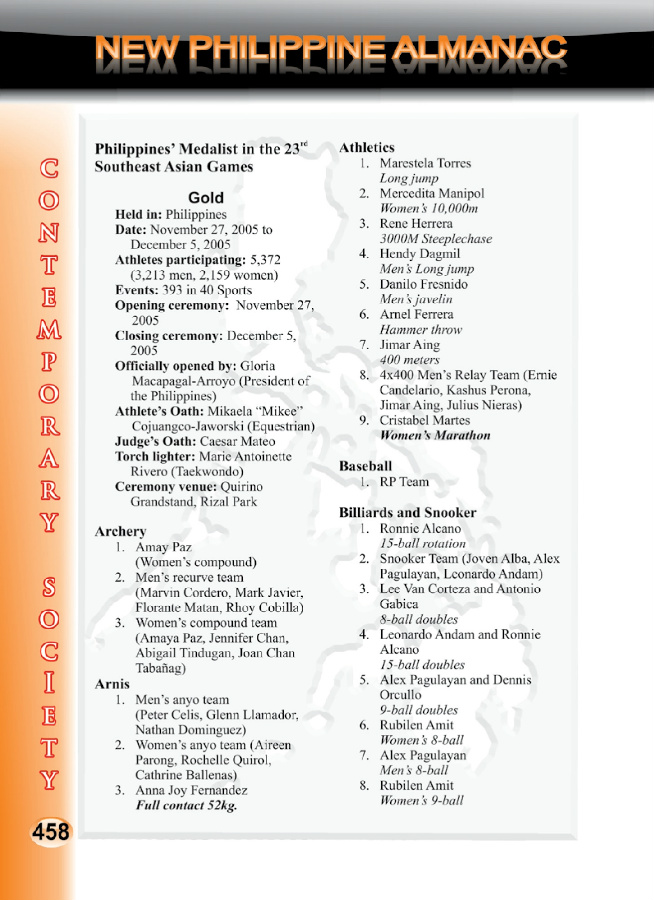 NEW PHILIPPINE ALMANAC
CONTEMPORARY SOCIETY
Philippines' Medalist in the 23rd
Southeast Asian Games
Gold
Held in: Philippines
Date: November 27, 2005 to
December 5, 2005
Athletes participating: 5,372
(3,213 men, 2,159 women)
Events: 393 in 40 Sports
Opening ceremony: November 27,
2005
Closing ceremony: December 5,
2005
Officially opened by: Gloria
Macapagal-Arroyo (President of
the Philippines)
Athlete's Oath: Mikaela “Mikee”
Cojuangco-Jaworski (Equestrian)
Judge's Oath: Caesar Mateo
Torch lighter: Marie Antoinette
Rivero (Taekwondo)
Ceremony venue: Quirino
Grandstand, Rizal Park
Archery
1. Amay Paz
(Women's compound)
2. Men's recurve team
(Marvin Cordero, Mark Javier,
Florante Matan, Rhoy Cobilla)
3. Women's compound team
(Amaya Paz, Jennifer Chan,
Abigail Tindugan, Joan Chan
Tabañag)
Arnis
1. Men's anyo team
(Peter Celis, Glenn Llamador,
Nathan Dominguez)
2. Women's anyo team (Aireen
Parong, Rochelle Quirol,
Cathrine Ballenas)
3. Anna Joy Fernandez
Full contact 52kg.
Athletics
1. Marestela Torres
Long jump
2. Mercedita Manipol
Women's 10,000m
3. Rene Herrera
3000M Steeplechase
4. Hendy Dagmil
Men's Long jump
5. Danilo Fresnido
Men's javelin
6. Arnel Ferrera
Hammer throw
7. Jimar Aing
400 meters
8. 4x400 Men's Relay Team (Ernie
Candelario, Kashus Perona,
Jimar Aing, Julius Nieras)
9. Cristabel Martes
Women's Marathon
Baseball
1. RP Team
Billiards and Snooker
1. Ronnie Alcano
15-ball rotation
2. Snooker Team (Joven Alba, Alex
Pagulayan, Leonardo Andam)
3. Lee Van Corteza and Antonio
Gabica
8-ball doubles
4. Leonardo Andam and Ronnie
Alcano
15-ball doubles
5. Alex Pagulayan and Dennis
Orcullo
9-ball doubles
6. Rubilen Amit
Women's 8-ball
7. Alex Pagulayan
Men's 8-ball
8. Rubilen Amit
Women's 9-ball
458